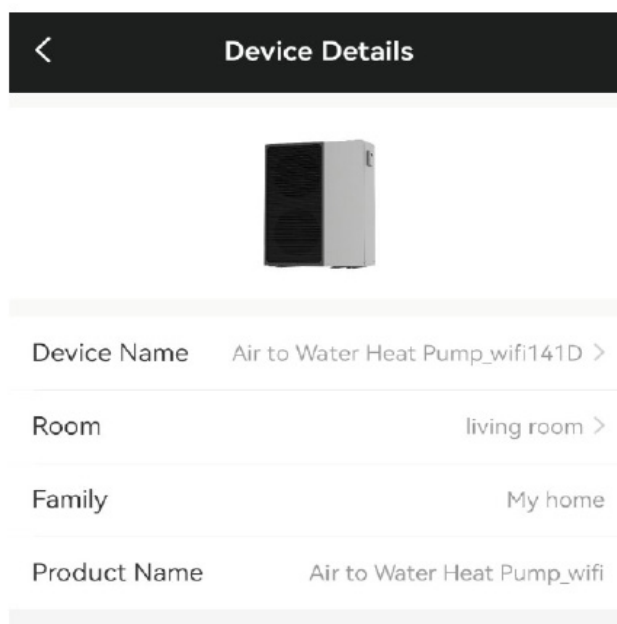 Device Details
Device Name Air to Water Heat Pump_wifi141D >
Room living room >
Family My home
Product Name Air to Water Heat Pump_wifi